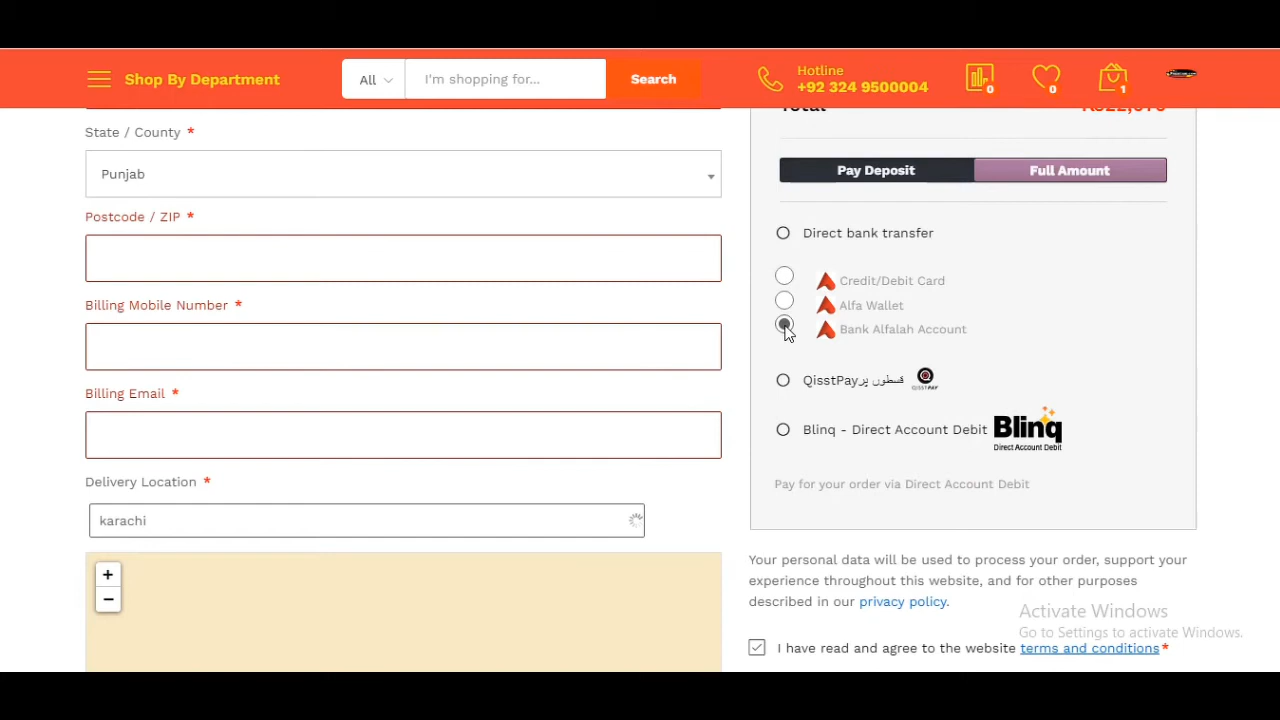 Shop By Department
All
I'm shopping for...
Search
Hotline
+92 324 9500004
0
0
1
State / County *
Punjab
Postcode / ZIP *
Billing Mobile Number *
Billing Email *
Delivery Location *
karachi
+
−
Total
Pay Deposit
Full Amount
Direct bank transfer
Credit/Debit Card
Alfa Wallet
Bank Alfalah Account
QisstPay قسطوں پر
QISSTPAY
Blinq - Direct Account Debit
Blinq
Direct Account Debit
Pay for your order via Direct Account Debit
Your personal data will be used to process your order, support your
experience throughout this website, and for other purposes
described in our privacy policy.
Activate Windows
Go to Settings to activate Windows.
I have read and agree to the website terms and conditions *